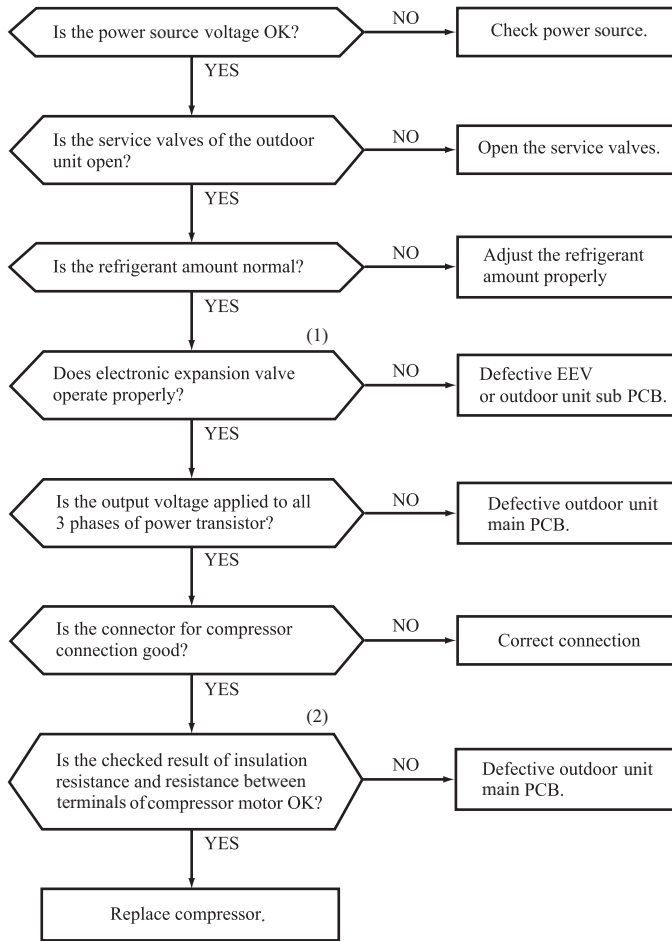 Is the power source voltage OK?
NO
Check power source.
YES
Is the service valves of the outdoor
unit open?
NO
Open the service valves.
YES
Is the refrigerant amount normal?
NO
Adjust the refrigerant
amount properly
YES
(1)
Does electronic expansion valve
operate properly?
NO
Defective EEV
or outdoor unit sub PCB.
YES
Is the output voltage applied to all
3 phases of power transistor?
NO
Defective outdoor unit
main PCB.
YES
Is the connector for compressor
connection good?
NO
Correct connection
YES
(2)
Is the checked result of insulation
resistance and resistance between
terminals of compressor motor OK?
NO
Defective outdoor unit
main PCB.
YES
Replace compressor.